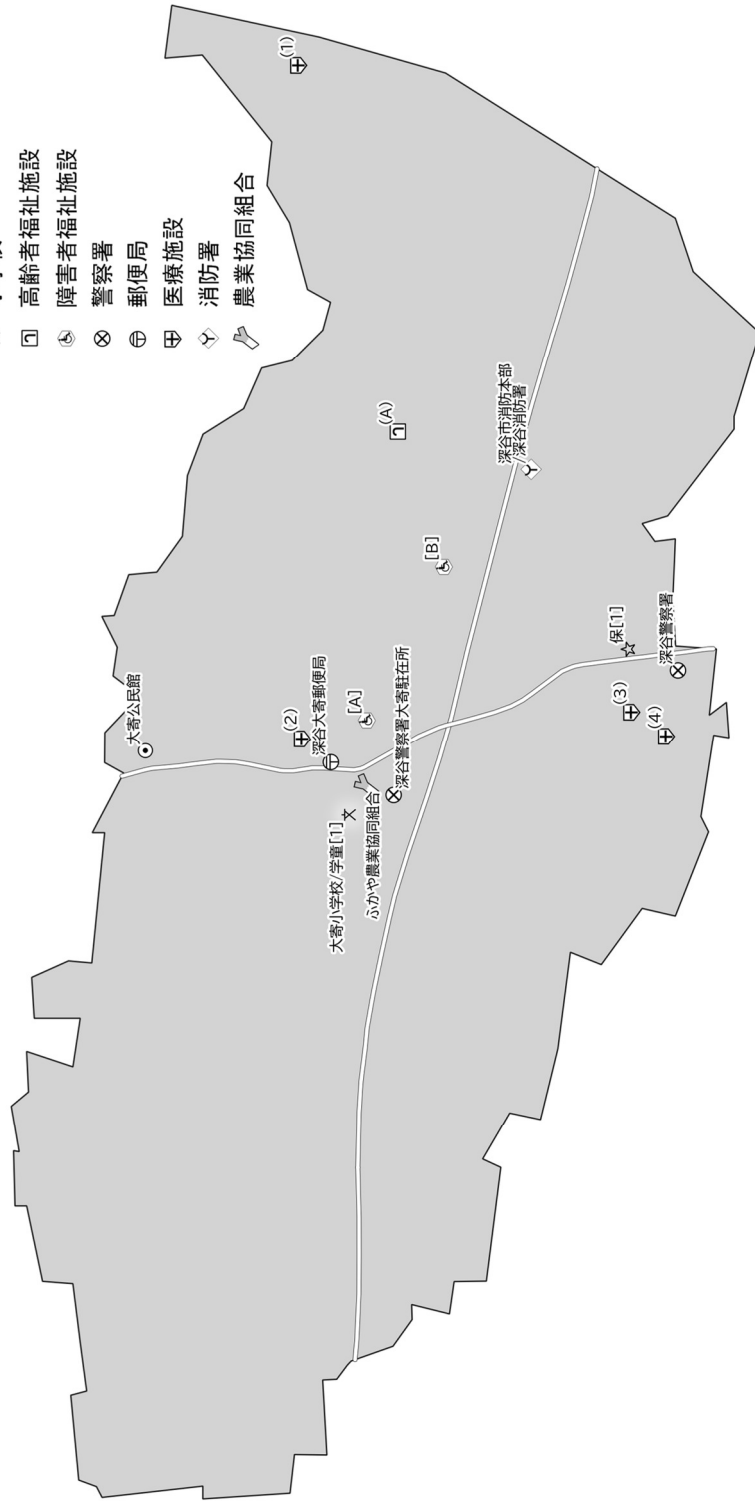 高齢者福祉施設
障害者福祉施設
警察署
郵便局
医療施設
消防署
農業協同組合
(1)
大寄公民館
(2)
深谷大寄郵便局
大寄小学校/学童[1]
[A]
ふかや農業協同組合
深谷警察署大寄駐在所
(A)
[B]
深谷市消防本部
/深谷消防署
保[1]
(3)
(4)
深谷警察署